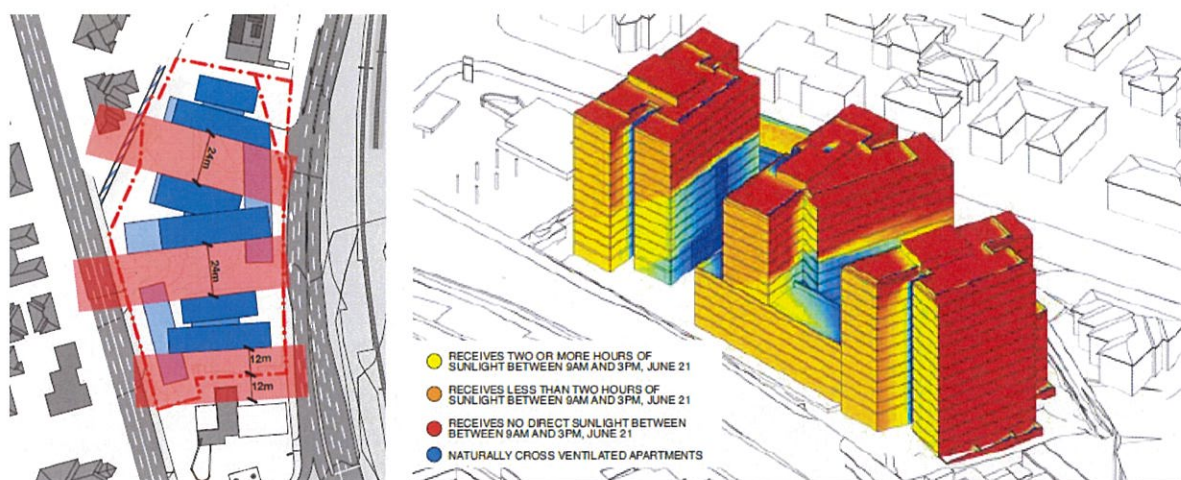 24m
24m
12m
12m
RECEIVES TWO OR MORE HOURS OF
SUNLIGHT BETWEEN 9AM AND 3PM, JUNE 21
RECEIVES LESS THAN TWO HOURS OF
SUNLIGHT BETWEEN 9AM AND 3PM, JUNE 21
RECEIVES NO DIRECT SUNLIGHT BETWEEN
BETWEEN 9AM AND 3PM, JUNE 21
NATURALLY CROSS VENTILATED APARTMENTS